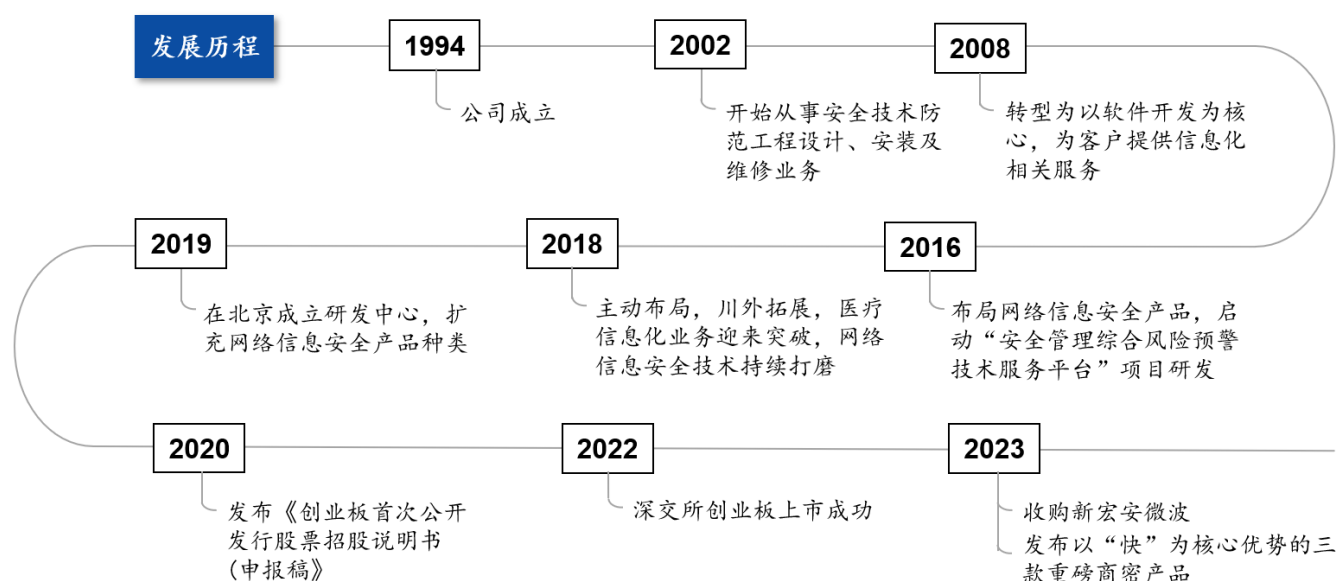 发展历程
1994
公司成立
2002
开始从事安全技术防
范工程设计、安装及
维修业务
2008
转型为以软件开发为核
心，为客户提供信息化
相关服务
2016
布局网络信息安全产品，启
动“安全管理综合风险预警
技术服务平台”项目研发
2018
主动布局，川外拓展，医疗
信息化业务迎来突破，网络
信息安全技术持续打磨
2019
在北京成立研发中心，扩
充网络信息安全产品种类
2020
发布《创业板首次公开
发行股票招股说明书
(申报稿》
2022
深交所创业板上市成功
2023
收购新宏安微波
发布以“快”为核心优势的三
款重磅商密产品